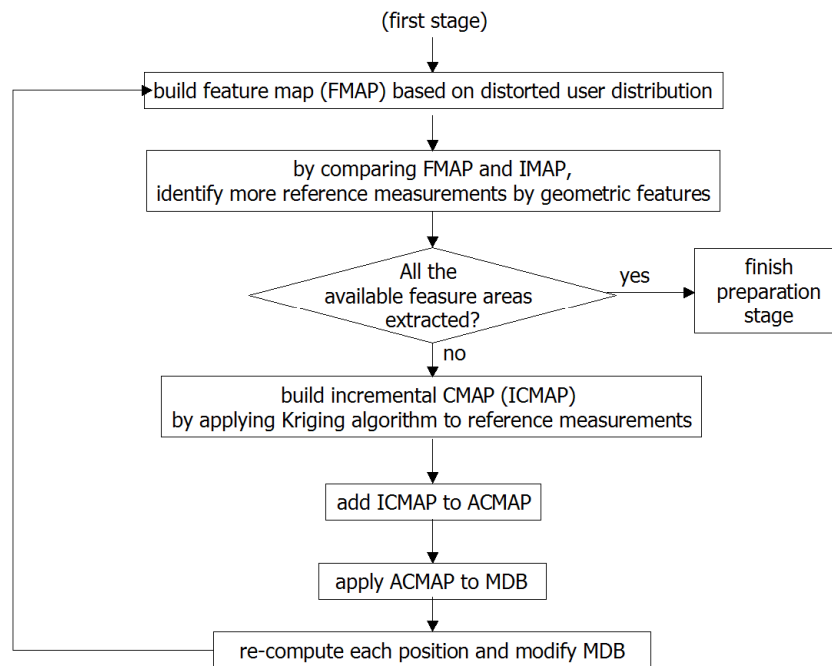 (first stage)
build feature map (FMAP) based on distorted user distribution
by comparing FMAP and IMAP,
identify more reference measurements by geometric features
All the
available feasure areas
extracted?
yes
finish
preparation
stage
no
build incremental CMAP (ICMAP)
by applying Kriging algorithm to reference measurements
add ICMAP to ACMAP
apply ACMAP to MDB
re-compute each position and modify MDB